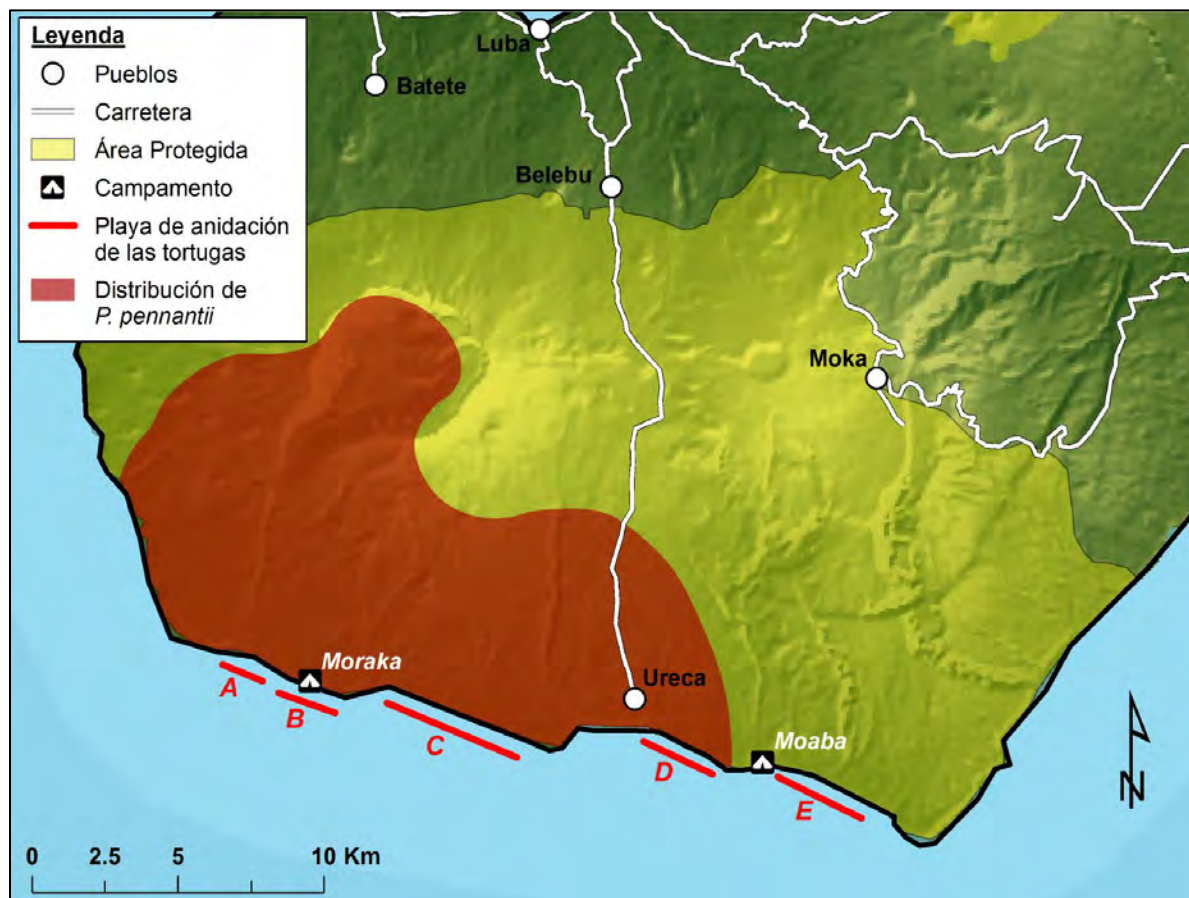 Leyenda
Pueblos
Carretera
Área Protegida
Campamento
Playa de anidación
de las tortugas
Distribución de
P. pennantii
Luba
Batete
Belebu
Moka
Moraka
Ureca
Moaba
A
B
C
D
E
N
0 2.5 5 10 Km